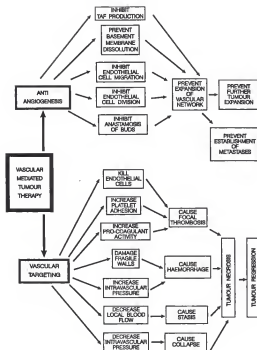 INHIBIT
TAF PRODUCTION
PREVENT
BASEMENT
MEMBRANE
DISSOLUTION
INHIBIT
ENDOTHELIAL
CELL MIGRATION
ANTI
ANGIOGENESIS
INHIBIT
ENDOTHELIAL
CELL DIVISION
INHIBIT
ANASTAMOSIS
OF BUDS
PREVENT
EXPANSION
OF
VASCULAR
NETWORK
PREVENT
FURTHER
TUMOUR
EXPANSION
PREVENT
ESTABLISHMENT
OF
METASTASES
VASCULAR
MEDIATED
TUMOUR
THERAPY
KILL
ENDOTHELIAL
CELLS
INCREASE
PLATELET
ADHESION
INCREASE
PRO-COAGULANT
ACTIVITY
CAUSE
FOCAL
THROMBOSIS
VASCULAR
TARGETING
DAMAGE
FRAGILE
WALLS
INCREASE
INTRAVASCULAR
PRESSURE
CAUSE
HAEMORRHAGE
DECREASE
LOCAL BLOOD
FLOW
CAUSE
STASIS
DECREASE
INTRAVASCULAR
PRESSURE
CAUSE
COLLAPSE
TUMOUR NECROSIS
TUMOUR REGRESSION